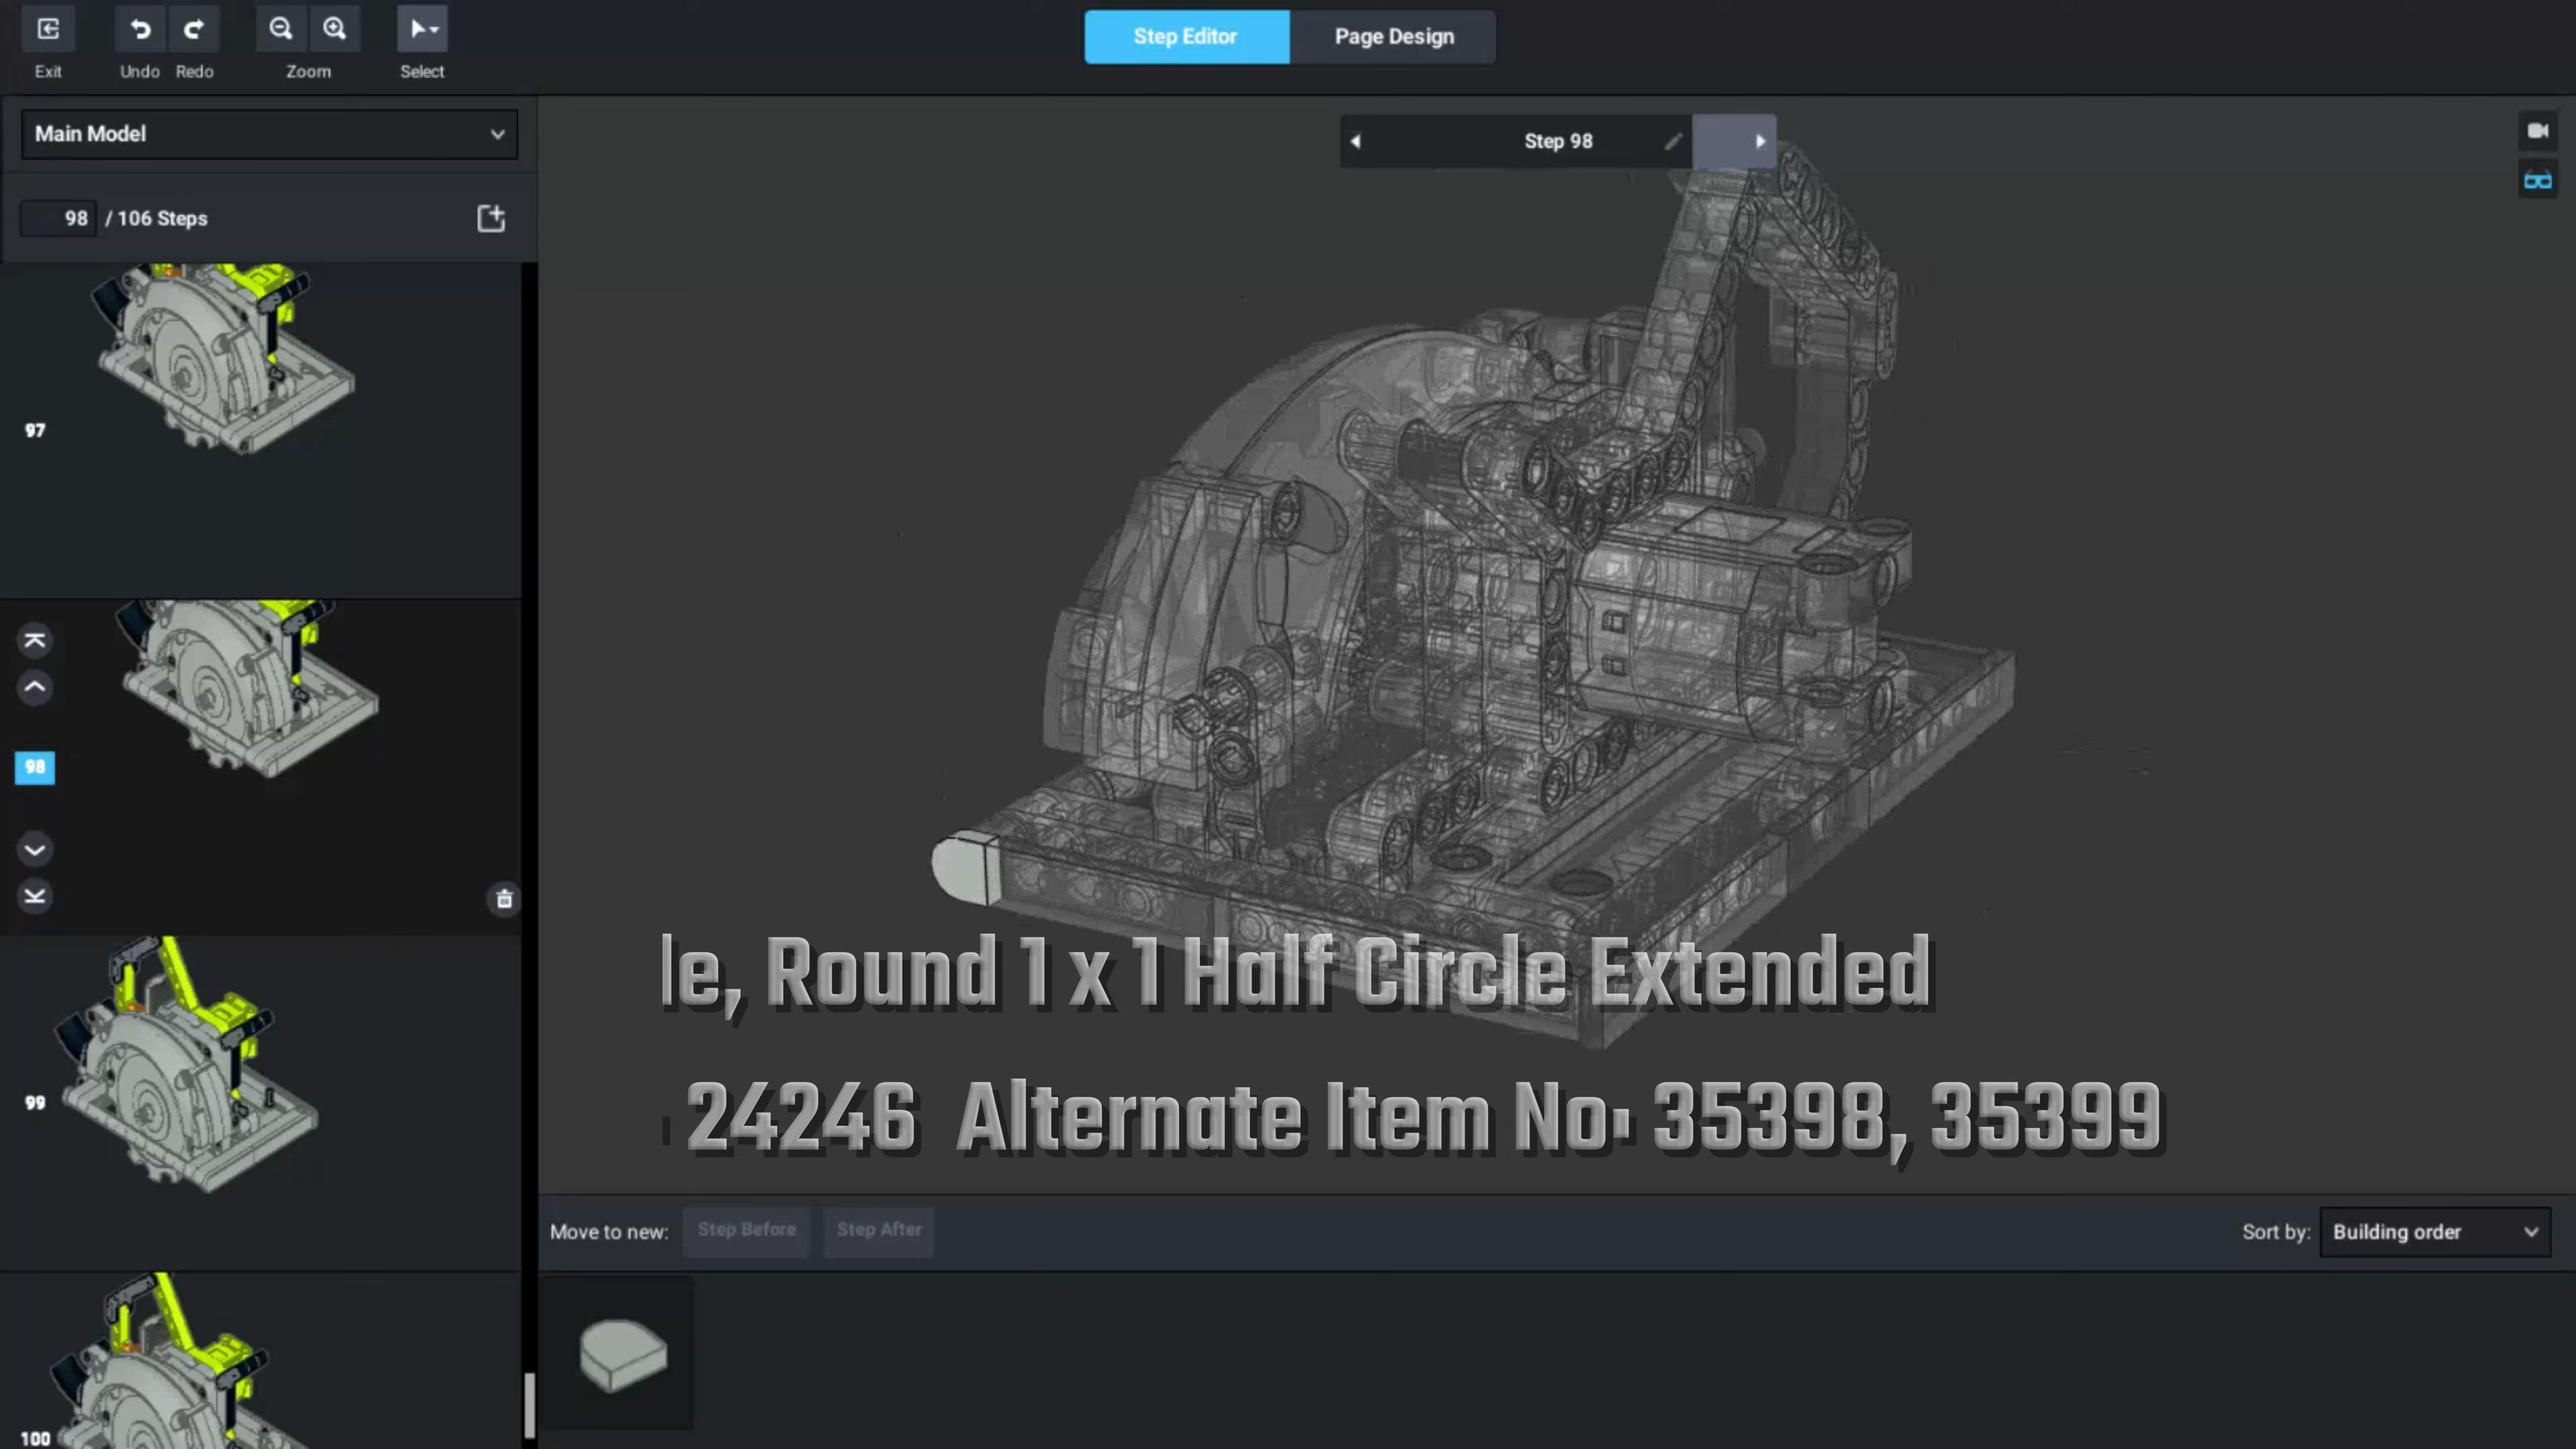 Step Editor
Page Design
Exit
Undo
Redo
Zoom
Select
Main Model
98 / 106 Steps
Step 98
97
98
99
100
le, Round 1 x 1 Half Circle Extended
24246 Alternate Item No: 35398, 35399
Move to new:
Step Before
Step After
Sort by:
Building order